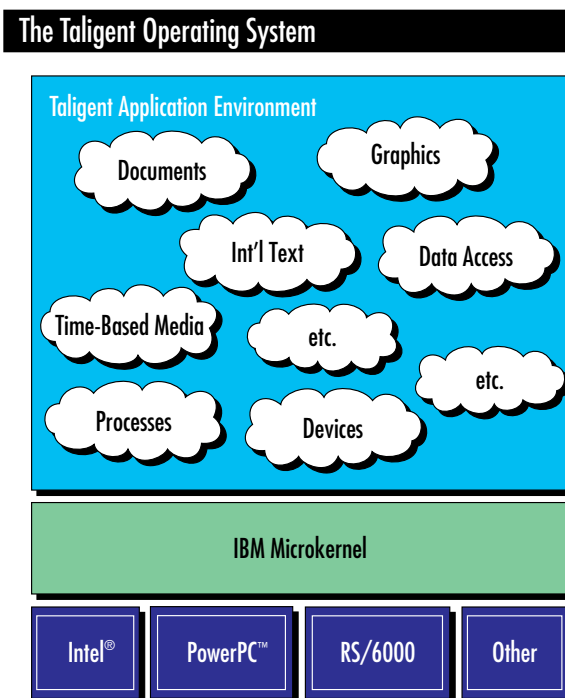 The Taligent Operating System
Taligent Application Environment
Documents
Graphics
Int'l Text
Data Access
Time-Based Media
etc.
etc.
Processes
Devices
IBM Microkernel
Intel®
PowerPC™
RS/6000
Other